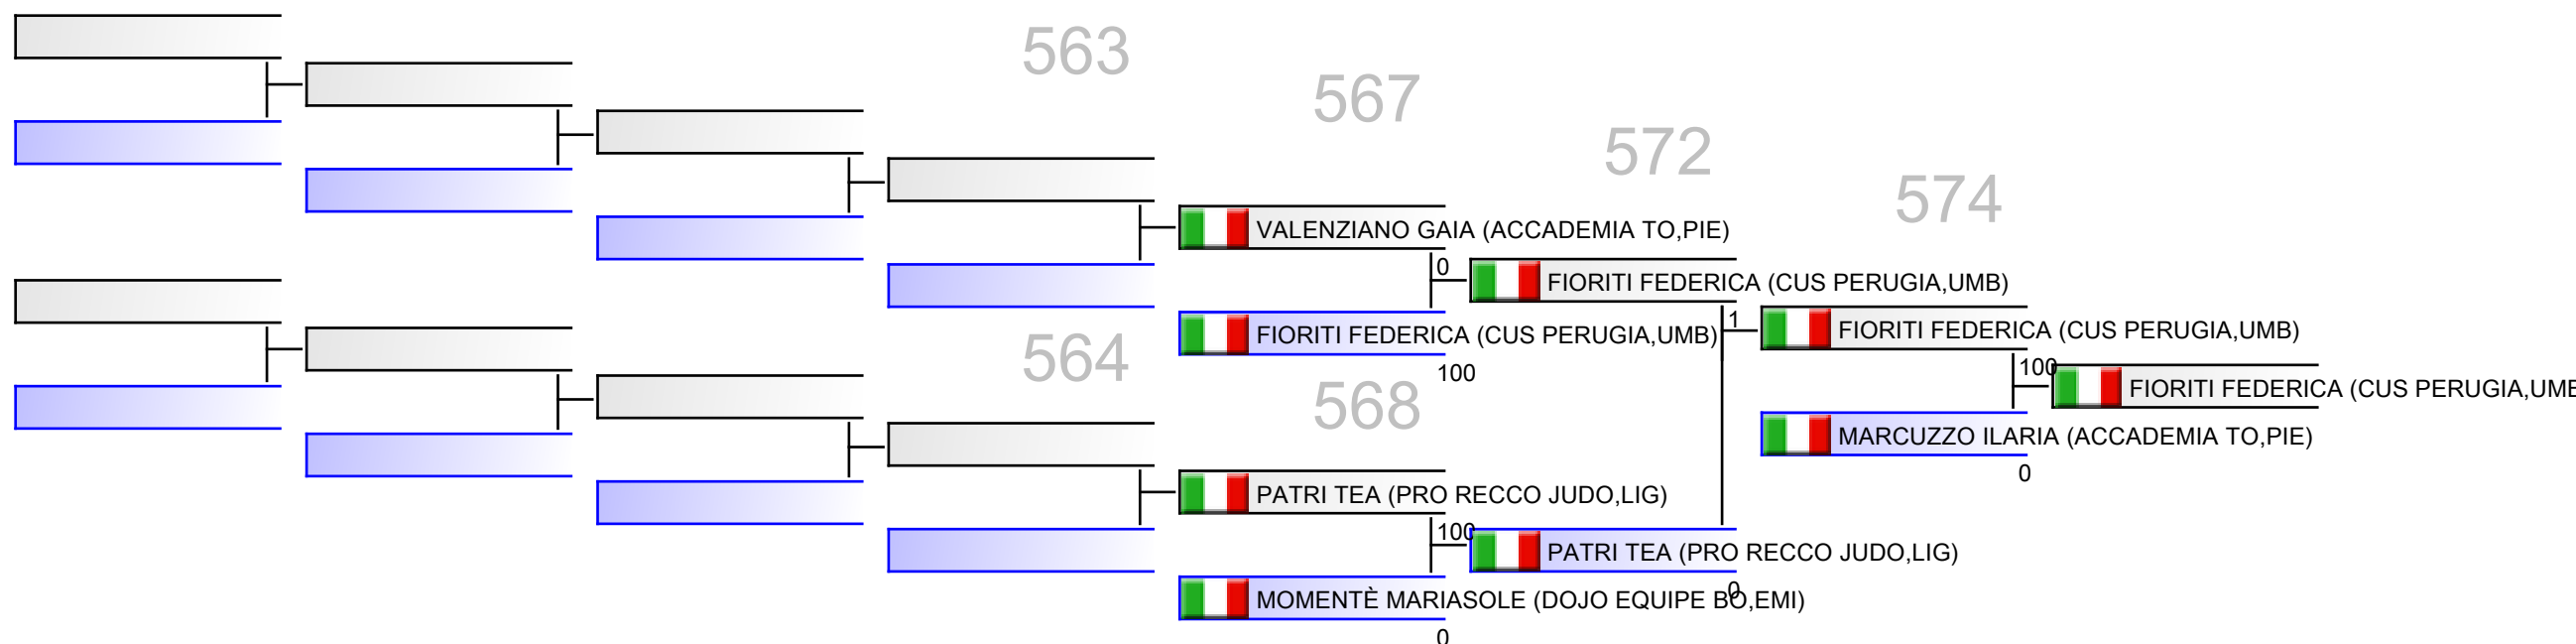 563
567
572
574
VALENZIANO GAIA (ACCADEMIA TO,PIE)
0
FIORITI FEDERICA (CUS PERUGIA,UMB)
1
FIORITI FEDERICA (CUS PERUGIA,UMB)
FIORITI FEDERICA (CUS PERUGIA,UMB)
564
100
100
FIORITI FEDERICA (CUS PERUGIA,UMB
568
MARCUZZO ILARIA (ACCADEMIA TO,PIE)
0
PATRI TEA (PRO RECCO JUDO,LIG)
100
PATRI TEA (PRO RECCO JUDO,LIG)
0
MOMENTÈ MARIASOLE (DOJO EQUIPE BO,EMI)
0